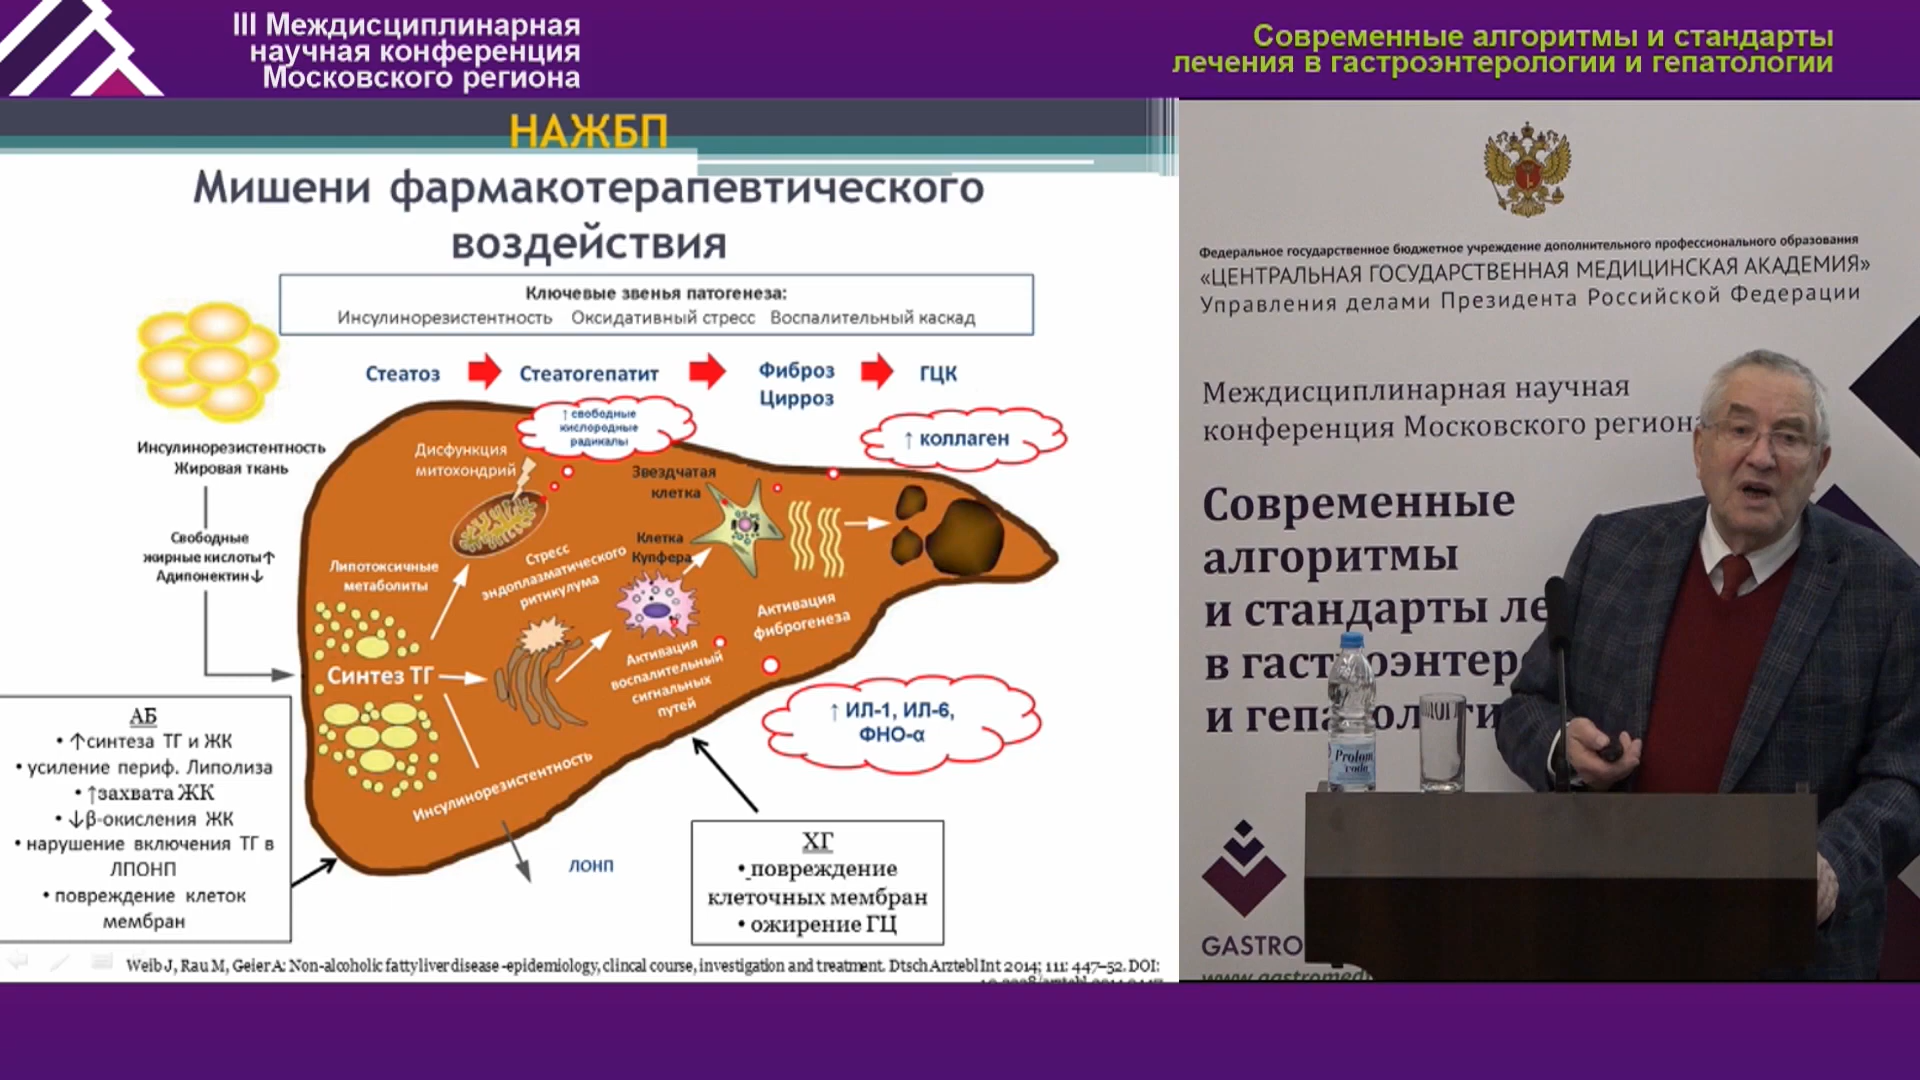 III Междисциплинарная
научная конференция
Московского региона
Современные алгоритмы и стандарты
лечения в гастроэнтерологии и гепатологии
НАЖБП
Мишени фармакотерапевтического
воздействия
Ключевые звенья патогенеза:
Инсулинорезистентность Оксидативный стресс Воспалительный каскад
Стеатоз
Стеатогепатит
Фиброз
Цирроз
ГЦК
↑ свободные
кислородные
радикалы
↑ коллаген
Инсулинорезистентность
Жировая ткань
Дисфункция
митохондрий
Звездчатая
клетка
Свободные
жирные кислоты↑
Адипонектин↓
Липотоксичные
метаболиты
Стресс
эндоплазматического
ритикулума
Клетка
Купфера
Активация
фиброгенеза
Синтез ТГ
Активация
воспалительный
сигнальных
путей
↑ ИЛ-1, ИЛ-6,
ФНО-α
Инсулинорезистентность
ЛОНП
АБ
• ↑синтеза ТГ и ЖК
• усиление периф. Липолиза
• ↑захвата ЖК
• ↓β-окисления ЖК
• нарушение включения ТГ в
ЛПОНП
• повреждение клеток
мембран
ХГ
• повреждение
клеточных мембран
• ожирение ГЦ
Weib J, Rau M, Geier A: Non-alcoholic fatty liver disease -epidemiology, clincal course, investigation and treatment. Dtsch Arztebl Int 2014; 111: 447–52. DOI:
Федеральное государственное бюджетное учреждение дополнительного профессионального образования
«ЦЕНТРАЛЬНАЯ ГОСУДАРСТВЕННАЯ МЕДИЦИНСКАЯ АКАДЕМИЯ»
Управления делами Президента Российской Федерации
Междисциплинарная научная
конференция Московского региона
Современные
алгоритмы
и стандарты ле
в гастроэнтер
и гепатологи
GASTRO
www.gastromedi